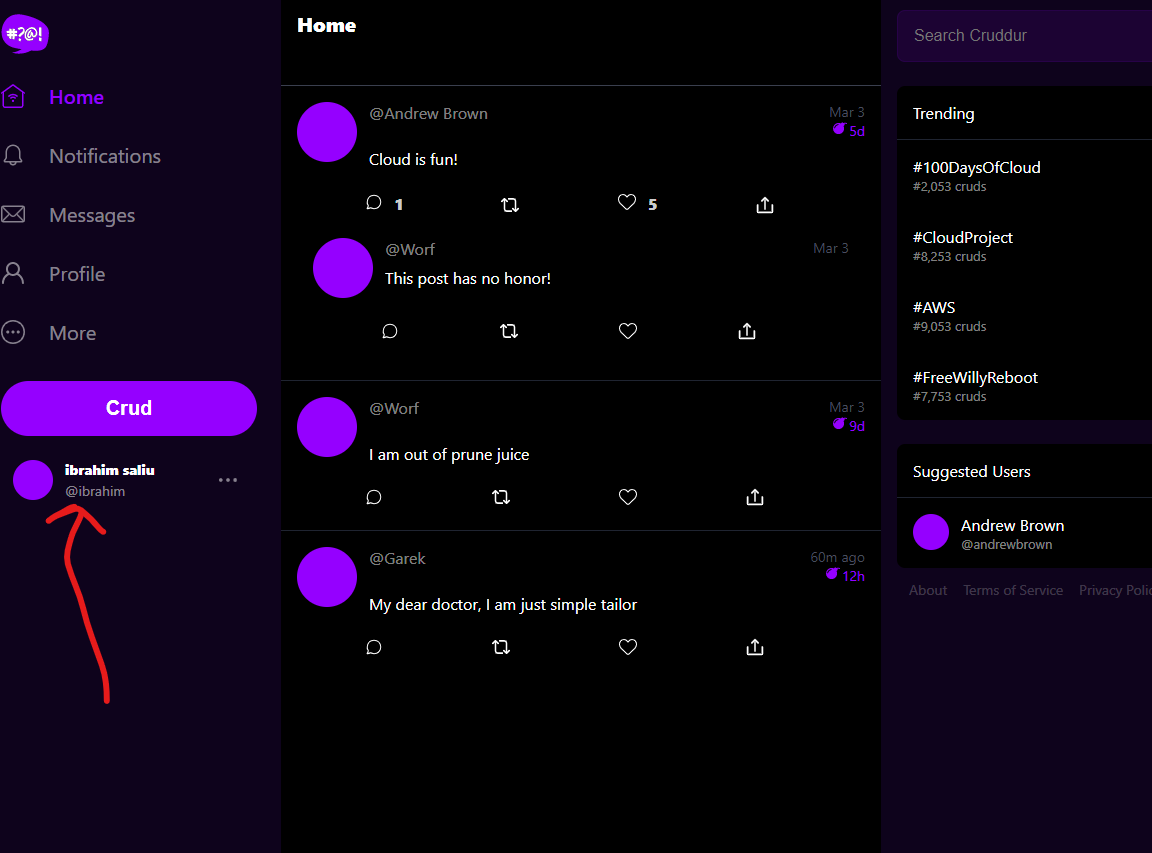 #?@!
Home
Notifications
Messages
Profile
More
Crud
ibrahim saliu
@ibrahim
Home
@Andrew Brown
Mar 3
5d
Cloud is fun!
1
5
@Worf
Mar 3
This post has no honor!
@Worf
Mar 3
9d
I am out of prune juice
@Garek
60m ago
12h
My dear doctor, I am just simple tailor
Search Cruddur
Trending
#100DaysOfCloud
#2,053 cruds
#CloudProject
#8,253 cruds
#AWS
#9,053 cruds
#FreeWillyReboot
#7,753 cruds
Suggested Users
Andrew Brown
@andrewbrown
About Terms of Service Privacy Polic